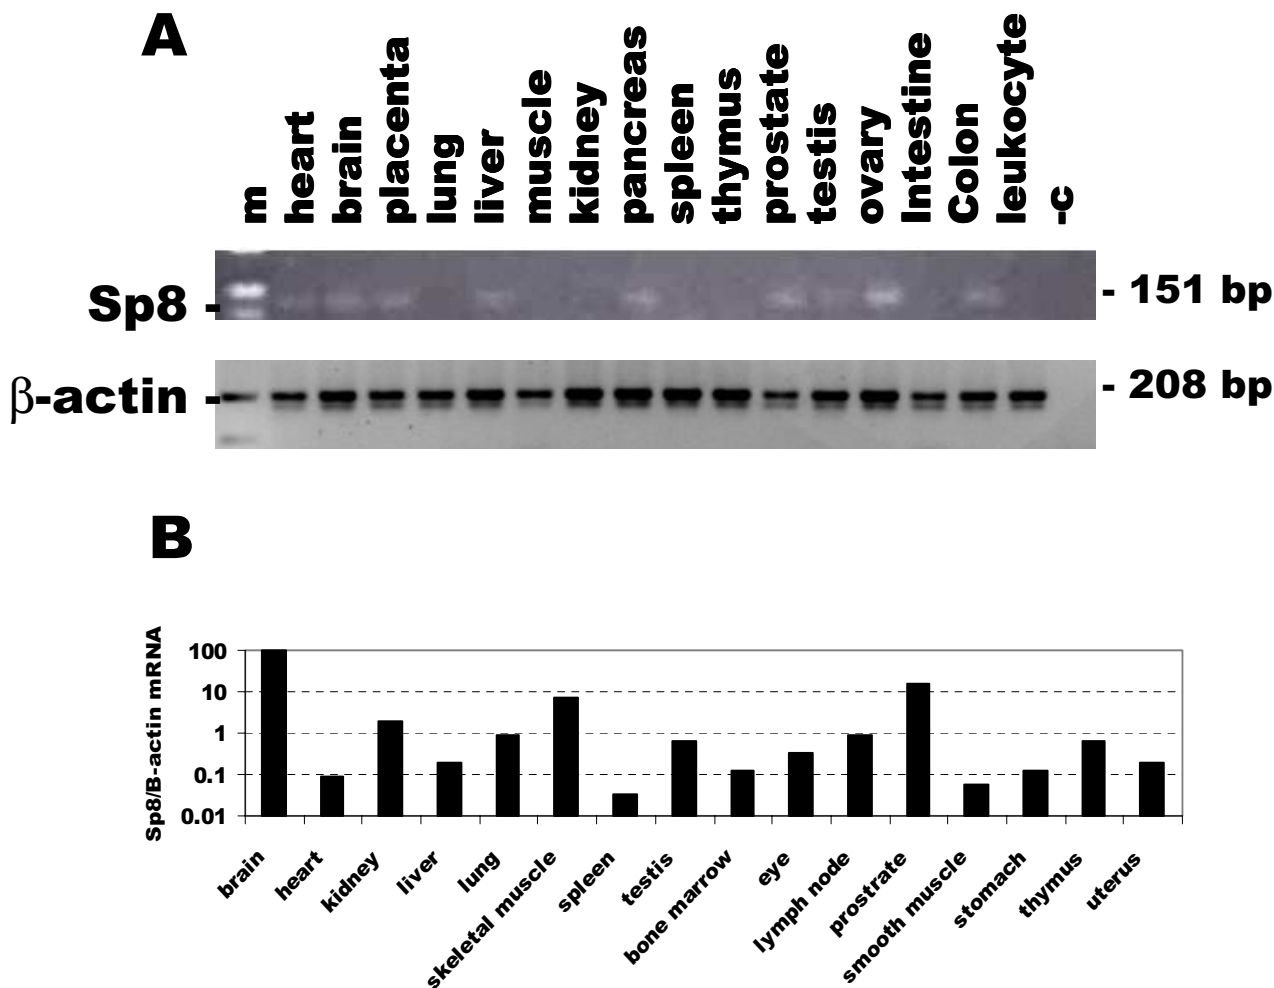 A
m
heart
brain
placenta
lung
liver
muscle
kidney
pancreas
spleen
thymus
prostate
testis
ovary
Intestine
Colon
leukocyte
-c
Sp8 -
- 151 bp
β-actin -
- 208 bp
B
Sp8/B-actin mRNA
100
10
1
0.1
0.01
brain
heart
kidney
liver
lung
skeletal muscle
spleen
testis
bone marrow
eye
lymph node
prostrate
smooth muscle
stomach
thymus
uterus